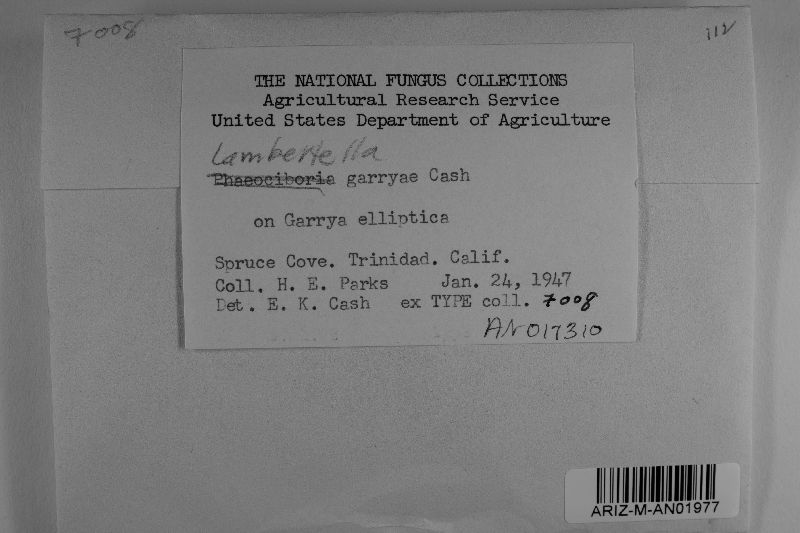 7008
112
THE NATIONAL FUNGUS COLLECTIONS
Agricultural Research Service
United States Department of Agriculture
Lambertella
Phaeociboria garryae Cash
on Garrya elliptica
Spruce Cove. Trinidad. Calif.
Coll. H. E. Parks Jan. 24, 1947
Det. E. K. Cash ex TYPE coll. 7008
AN017310
ARIZ-M-AN01977